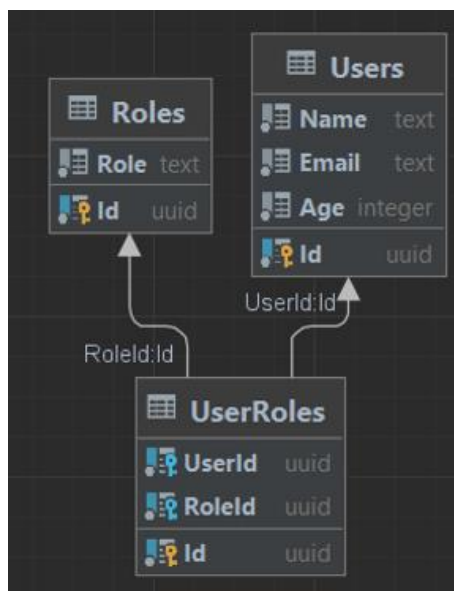 Roles
Role text
Id uuid
Users
Name text
Email text
Age integer
Id uuid
UserId:Id
RoleId:Id
UserRoles
UserId uuid
RoleId uuid
Id uuid